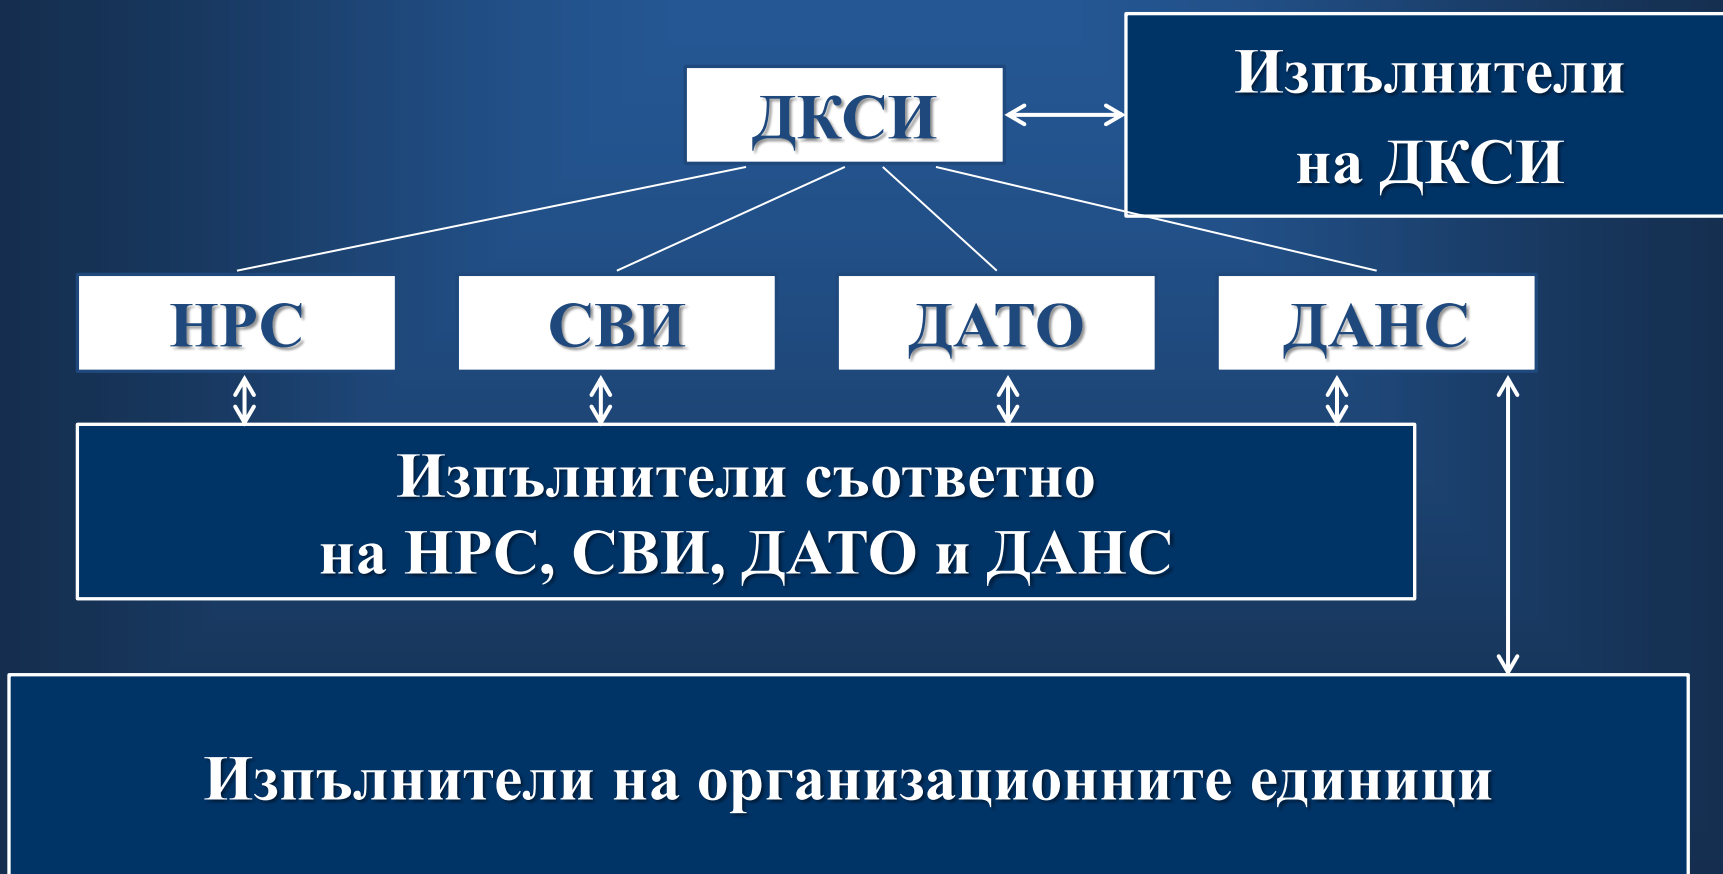 ДКСИ
Изпълнители
на ДКСИ
НРС
СВИ
ДАТО
ДАНС
Изпълнители съответно
на НРС, СВИ, ДАТО и ДАНС
Изпълнители на организационните единици